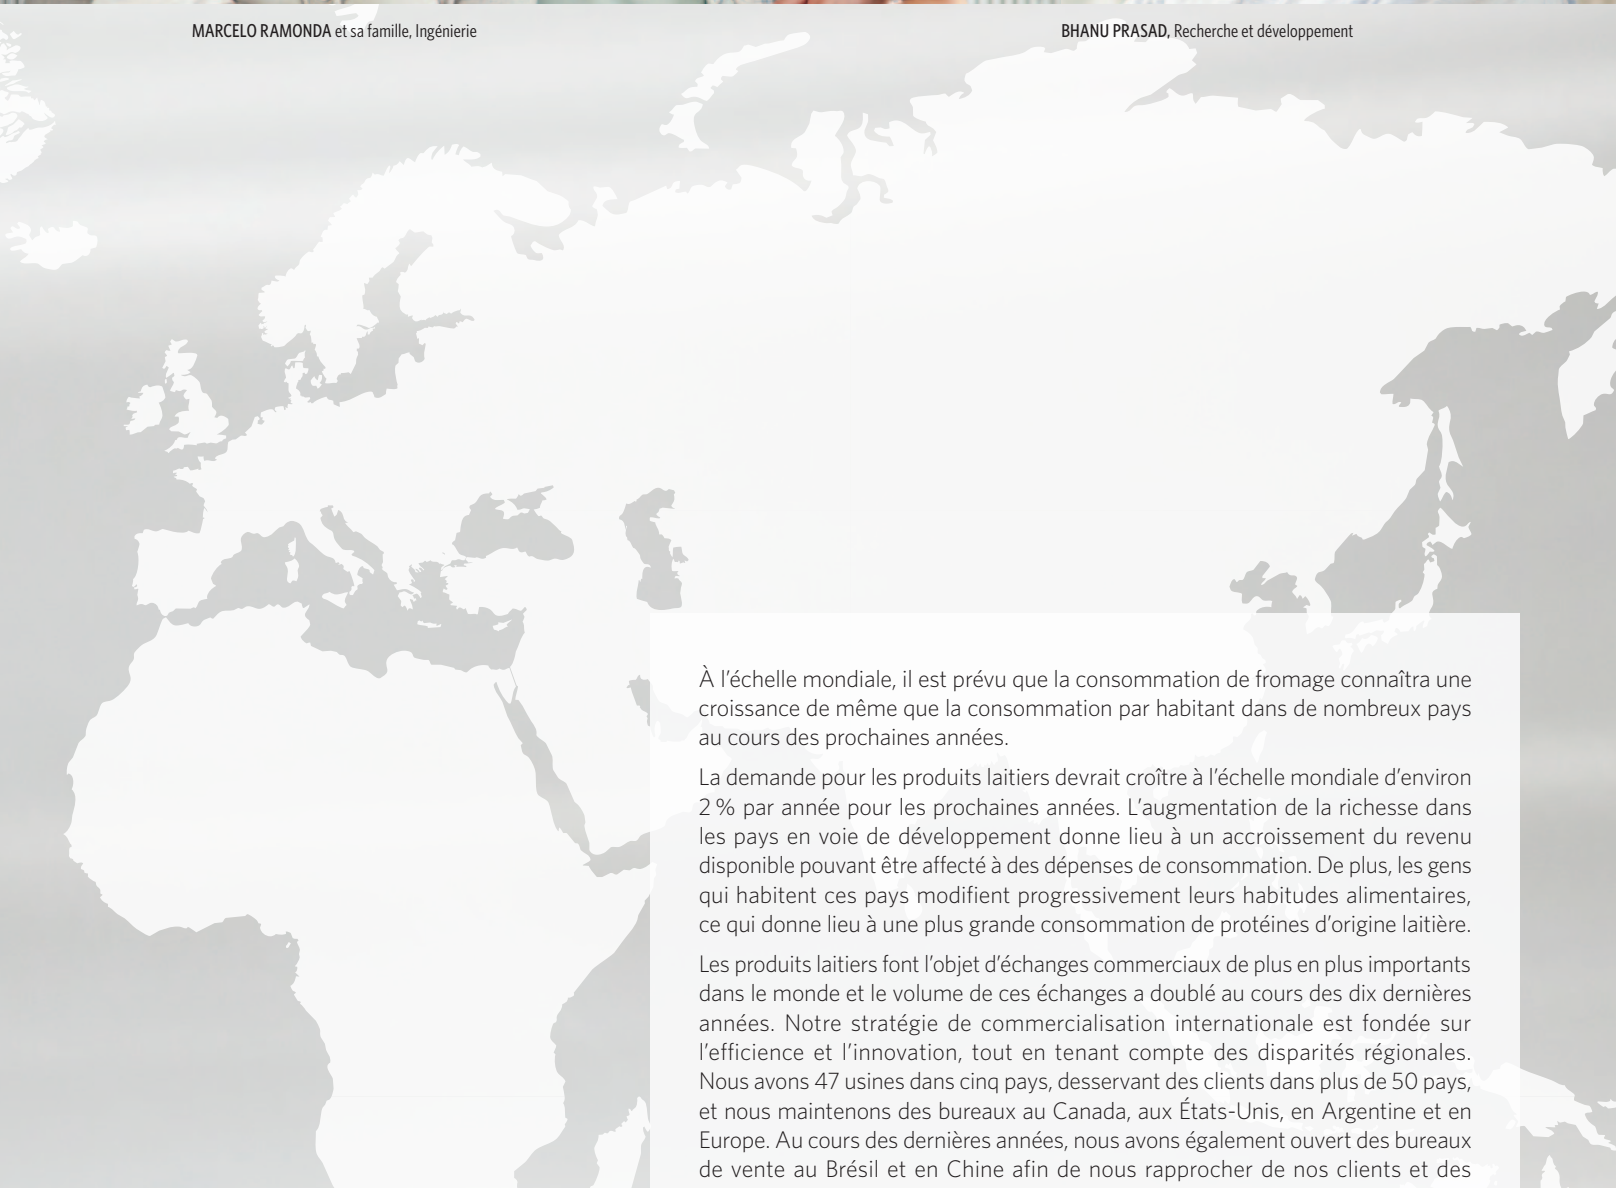 MARCELO RAMONDA et sa famille, Ingénierie
BHANU PRASAD, Recherche et développement
À l’échelle mondiale, il est prévu que la consommation de fromage connaîtra une
croissance de même que la consommation par habitant dans de nombreux pays
au cours des prochaines années.
La demande pour les produits laitiers devrait croître à l’échelle mondiale d’environ
2 % par année pour les prochaines années. L’augmentation de la richesse dans
les pays en voie de développement donne lieu à un accroissement du revenu
disponible pouvant être affecté à des dépenses de consommation. De plus, les gens
qui habitent ces pays modifient progressivement leurs habitudes alimentaires,
ce qui donne lieu à une plus grande consommation de protéines d’origine laitière.
Les produits laitiers font l’objet d’échanges commerciaux de plus en plus importants
dans le monde et le volume de ces échanges a doublé au cours des dix dernières
années. Notre stratégie de commercialisation internationale est fondée sur
l’efficience et l’innovation, tout en tenant compte des disparités régionales.
Nous avons 47 usines dans cinq pays, desservant des clients dans plus de 50 pays,
et nous maintenons des bureaux au Canada, aux États-Unis, en Argentine et en
Europe. Au cours des dernières années, nous avons également ouvert des bureaux
de vente au Brésil et en Chine afin de nous rapprocher de nos clients et des